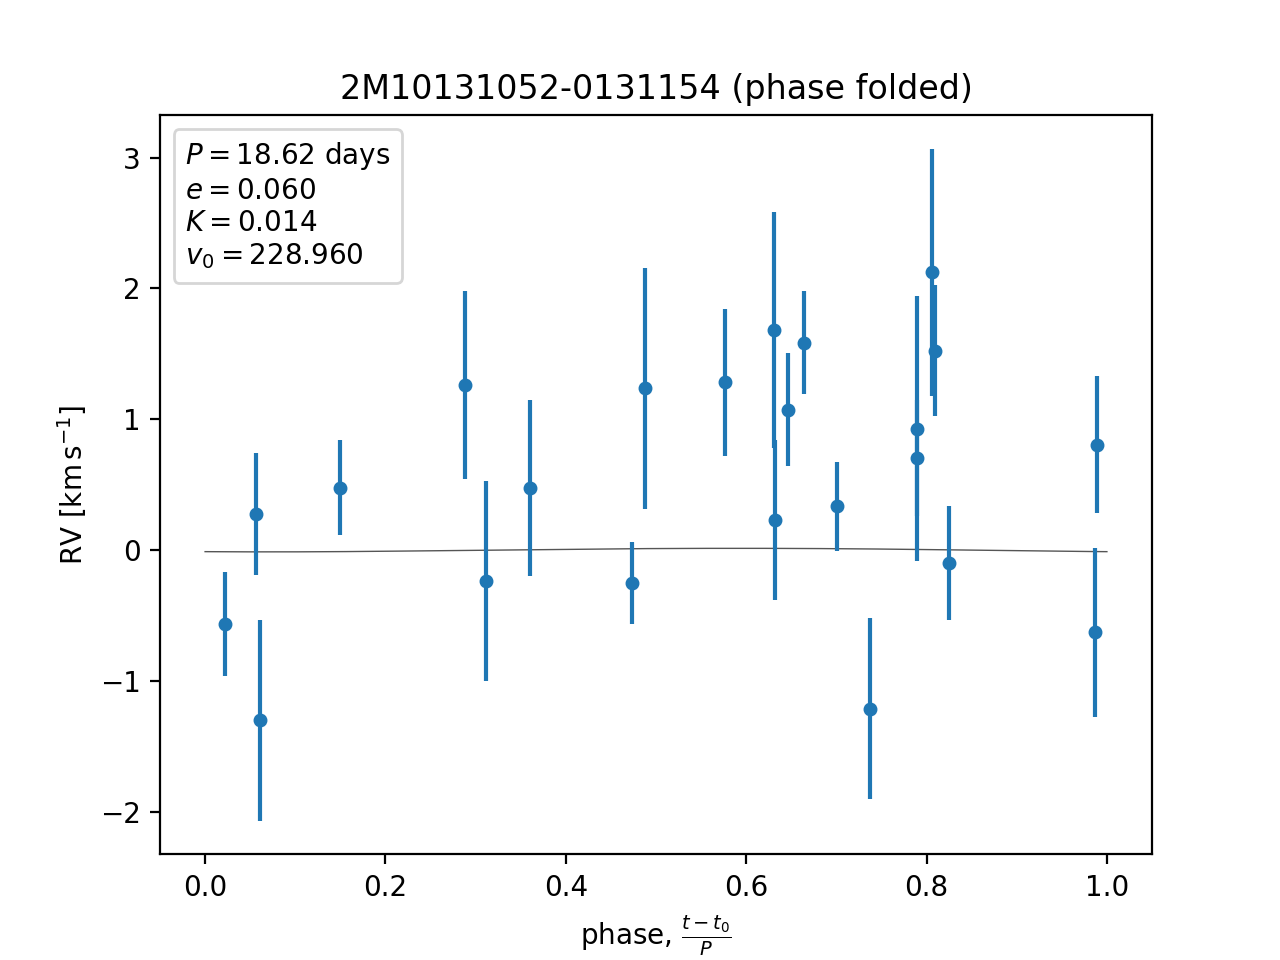 2M10131052-0131154 (phase folded)
P = 18.62 days
e = 0.060
K = 0.014
v₀ = 228.960
3
2
1
0
−1
−2
RV [km s⁻¹]
0.0 0.2 0.4 0.6 0.8 1.0
phase, (t − t₀)/P